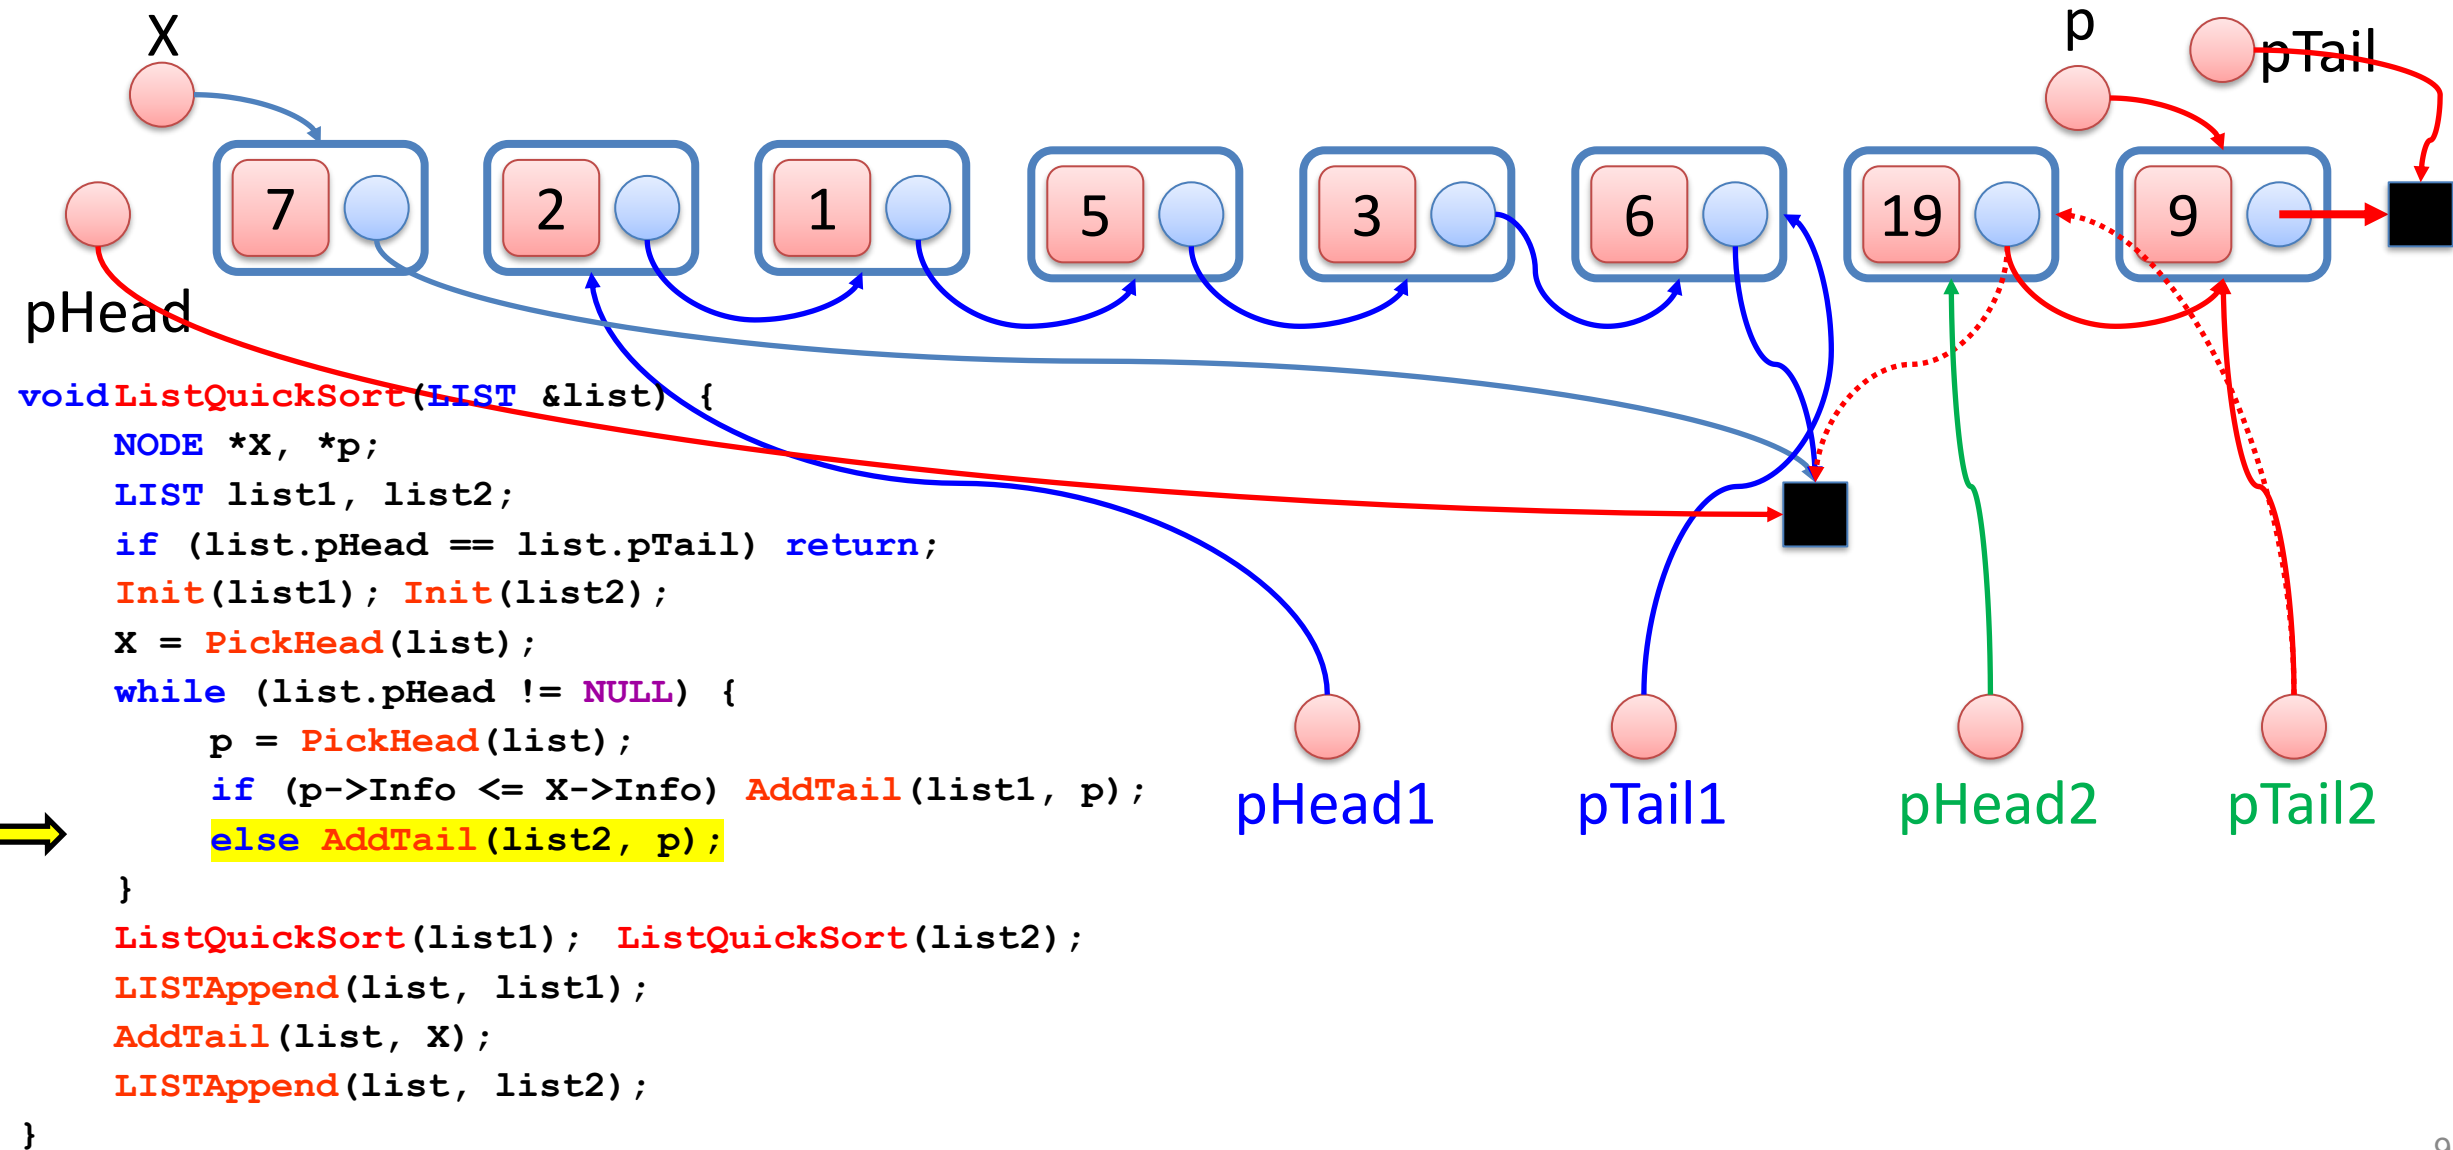 X
p
pTail
7 2 1 5 3 6 19 9
pHead
void ListQuickSort(LIST &list) {
NODE *X, *p;
LIST list1, list2;
if (list.pHead == list.pTail) return;
Init(list1); Init(list2);
X = PickHead(list);
while (list.pHead != NULL) {
p = PickHead(list);
if (p->Info <= X->Info) AddTail(list1, p);
else AddTail(list2, p);
}
ListQuickSort(list1); ListQuickSort(list2);
LISTAppend(list, list1);
AddTail(list, X);
LISTAppend(list, list2);
}
pHead1 pTail1 pHead2 pTail2
9